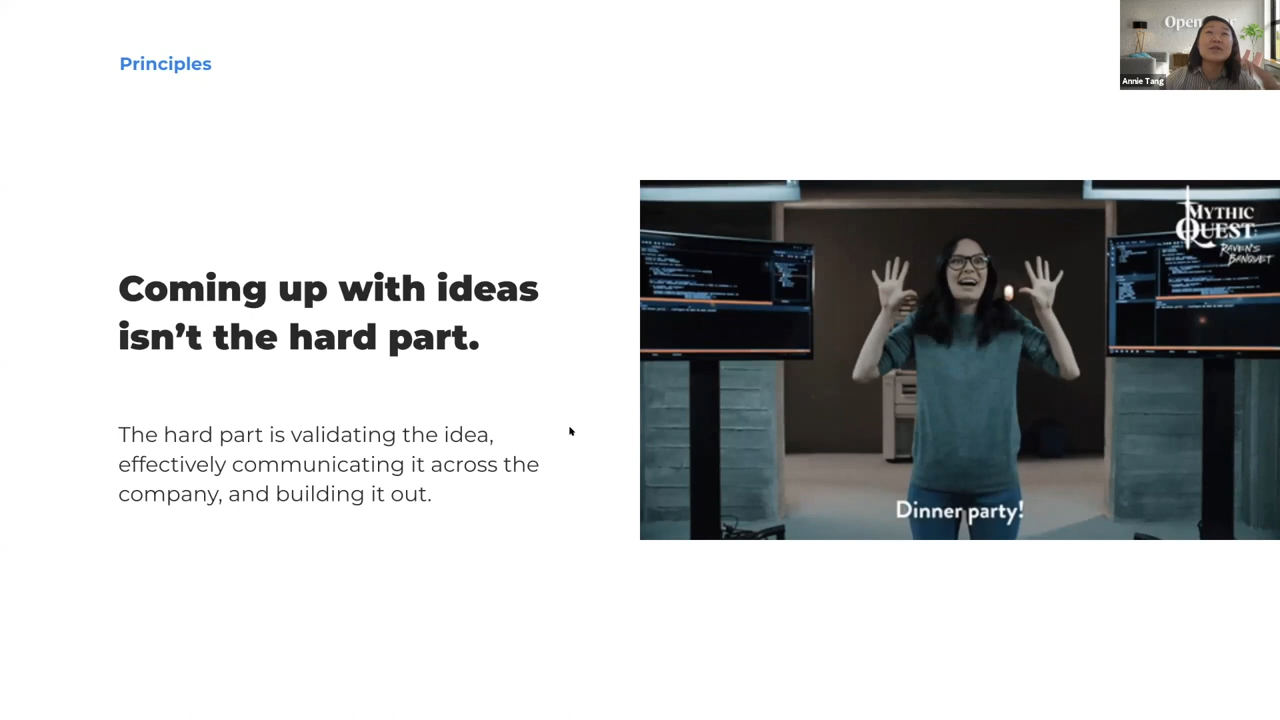 Principles
Coming up with ideas
isn’t the hard part.
The hard part is validating the idea,
effectively communicating it across the
company, and building it out.
MYTHIC
QUEST:
RAVEN'S
BANQUET
Dinner party!
Open
Annie Tang